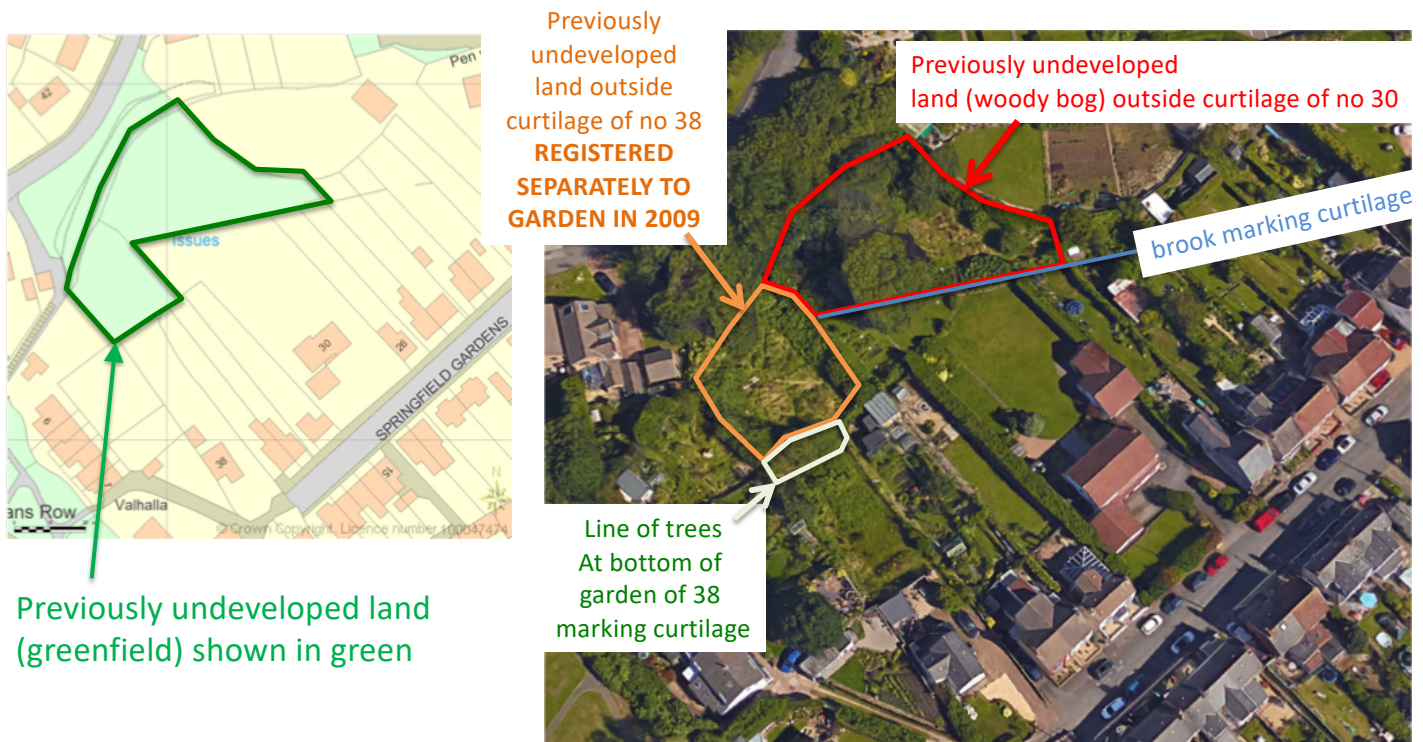 42
Pen
Issues
30
26
SPRINGFIELD GARDENS
9
38
15
N
ans Row
Valhalla
© Crown Copyright, Licence number 100047474
Previously undeveloped land
(greenfield) shown in green
Previously
undeveloped
land outside
curtilage of no 38
REGISTERED
SEPARATELY TO
GARDEN IN 2009
Previously undeveloped
land (woody bog) outside curtilage of no 30
brook marking curtilage
Line of trees
At bottom of
garden of 38
marking curtilage